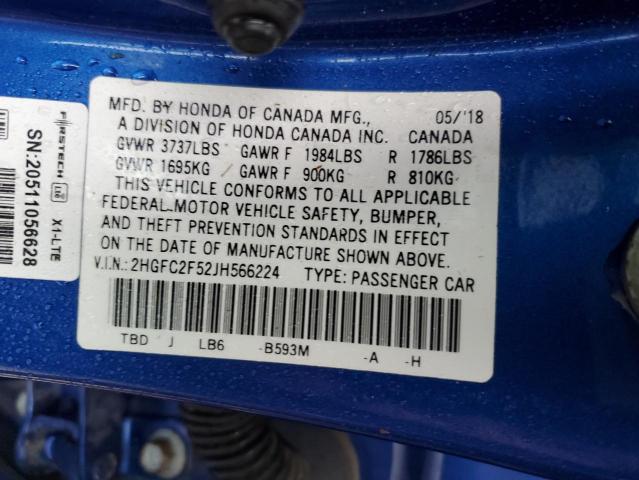 MFD. BY HONDA OF CANADA MFG., 05/'18
A DIVISION OF HONDA CANADA INC. CANADA
GVWR 3737LBS GAWR F 1984LBS R 1786LBS
GVWR 1695KG GAWR F 900KG R 810KG
THIS VEHICLE CONFORMS TO ALL APPLICABLE
FEDERAL MOTOR VEHICLE SAFETY, BUMPER,
AND THEFT PREVENTION STANDARDS IN EFFECT
ON THE DATE OF MANUFACTURE SHOWN ABOVE.
V.I.N.: 2HGFC2F52JH566224 TYPE: PASSENGER CAR
TBD J LB6 -B593M -A -H
FIRSTECH X1-LTE
SN:20511056628